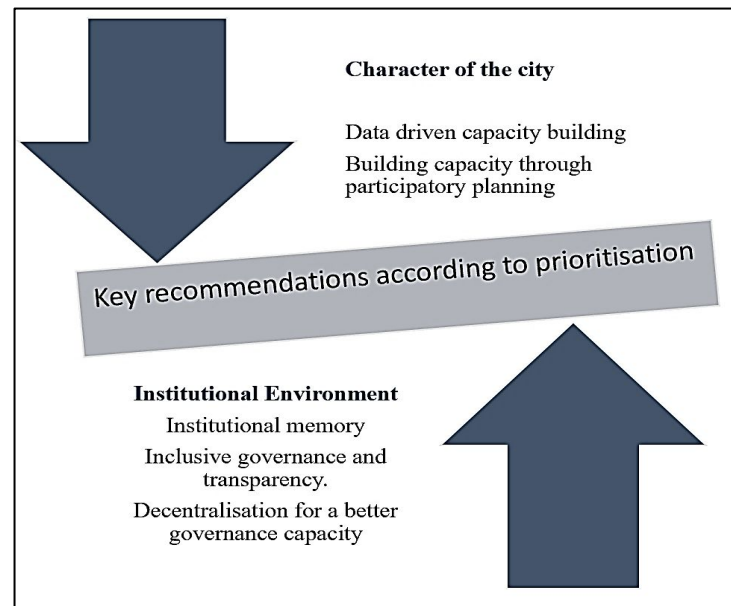 Character of the city
Data driven capacity building
Building capacity through
participatory planning
Key recommendations according to prioritisation
Institutional Environment
Institutional memory
Inclusive governance and
transparency.
Decentralisation for a better
governance capacity